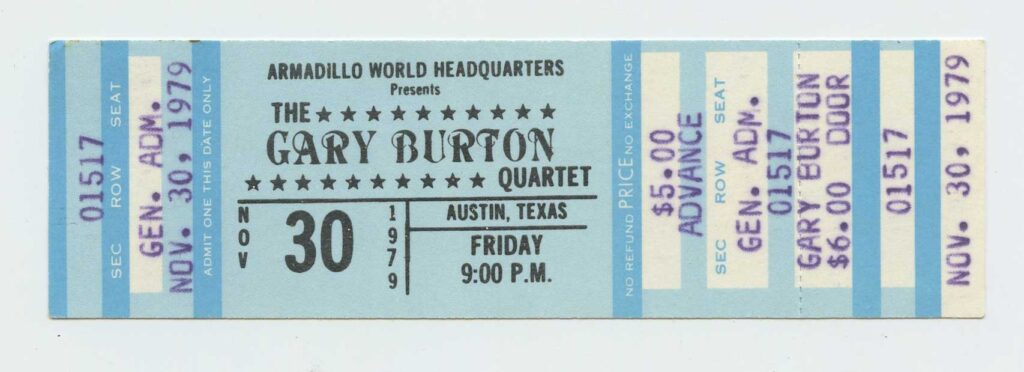 01517
SEC ROW SEAT
GEN. ADM.
NOV. 30, 1979
ADMIT ONE THIS DATE ONLY
ARMADILLO WORLD HEADQUARTERS
Presents
THE
GARY BURTON
QUARTET
NOV
30
1979
AUSTIN, TEXAS
FRIDAY
9:00 P.M.
NO REFUND PRICE NO EXCHANGE
$5.00
ADVANCE
SEC ROW SEAT
GEN. ADM.
01517
GARY BURTON
$6.00 DOOR
01517
NOV. 30, 1979